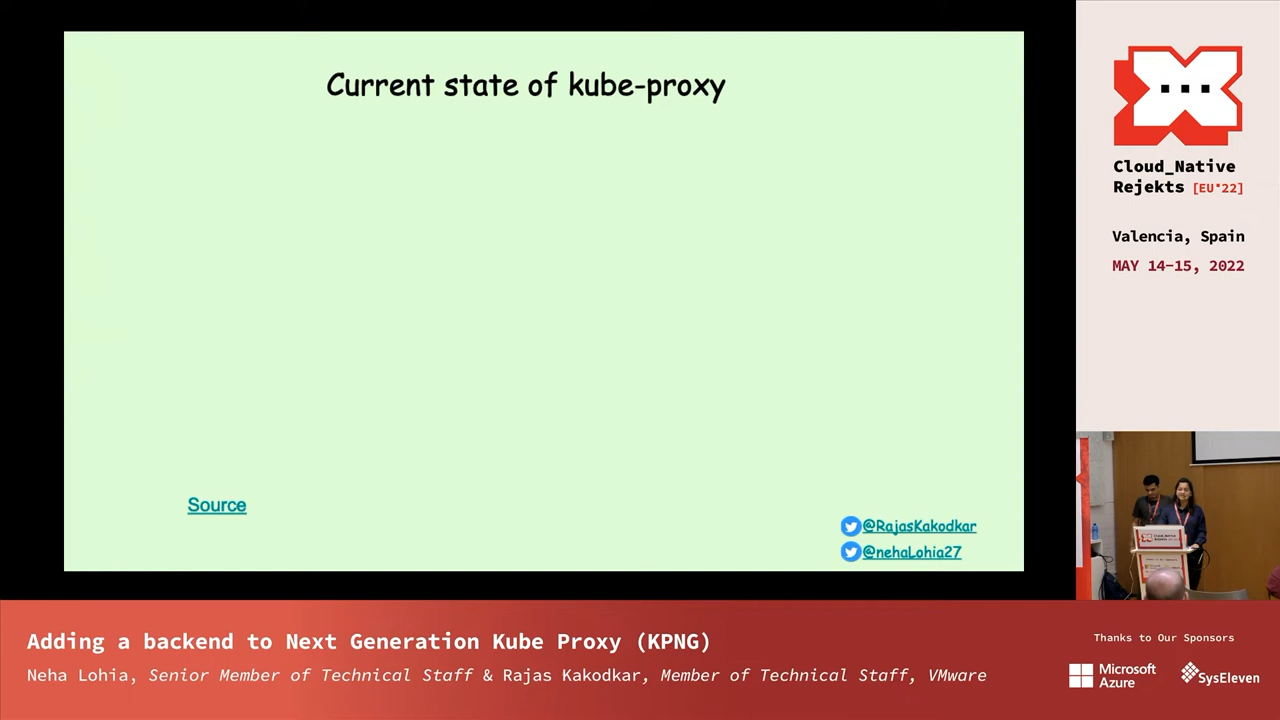 Current state of kube-proxy
Source
@RajasKakodkar
@nehaLohia27
Cloud_Native
Rejekts [EU*22]
Valencia, Spain
MAY 14-15, 2022
Adding a backend to Next Generation Kube Proxy (KPNG)
Neha Lohia, Senior Member of Technical Staff & Rajas Kakodkar, Member of Technical Staff, VMware
Thanks to Our Sponsors
Microsoft
Azure
SysEleven